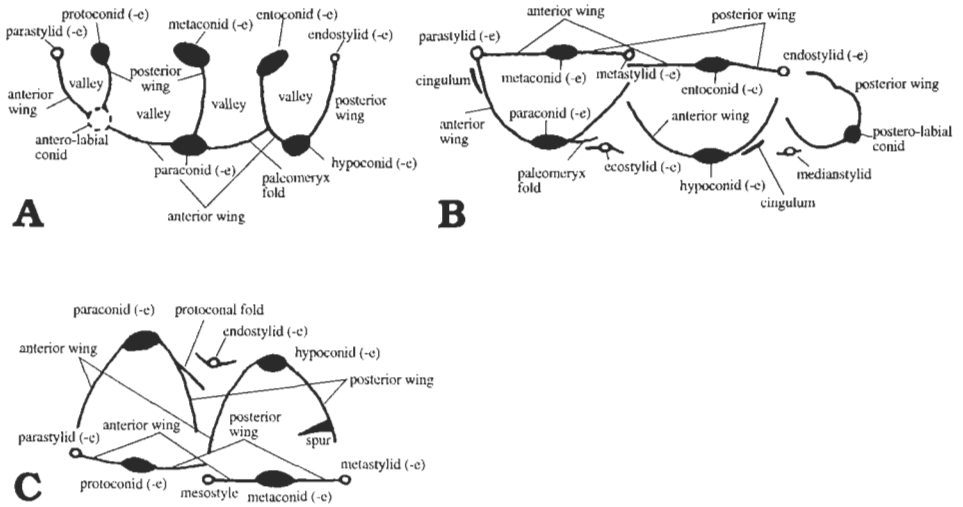 protoconid (-e)
metaconid (-e)
entoconid (-e)
parastylid (-e)
endostylid (-e)
valley
posterior
wing
valley
anterior
wing
valley
valley
posterior
wing
antero-labial
conid
paraconid (-e)
paleomeryx
fold
hypoconid (-e)
anterior wing
A
anterior wing
posterior wing
parastylid (-e)
endostylid (-e)
cingulum
metaconid (-e)
metastylid (-e)
entoconid (-e)
posterior wing
anterior
wing
paraconid (-e)
anterior wing
postero-labial
conid
paleomeryx
fold
ecostylid (-e)
hypoconid (-e)
medianstylid
cingulum
B
paraconid (-e)
protoconal fold
endostylid (-e)
anterior wing
hypoconid (-e)
posterior wing
parastylid (-e)
anterior wing
posterior
wing
spur
protoconid (-e)
mesostyle
metaconid (-e)
metastylid (-e)
C